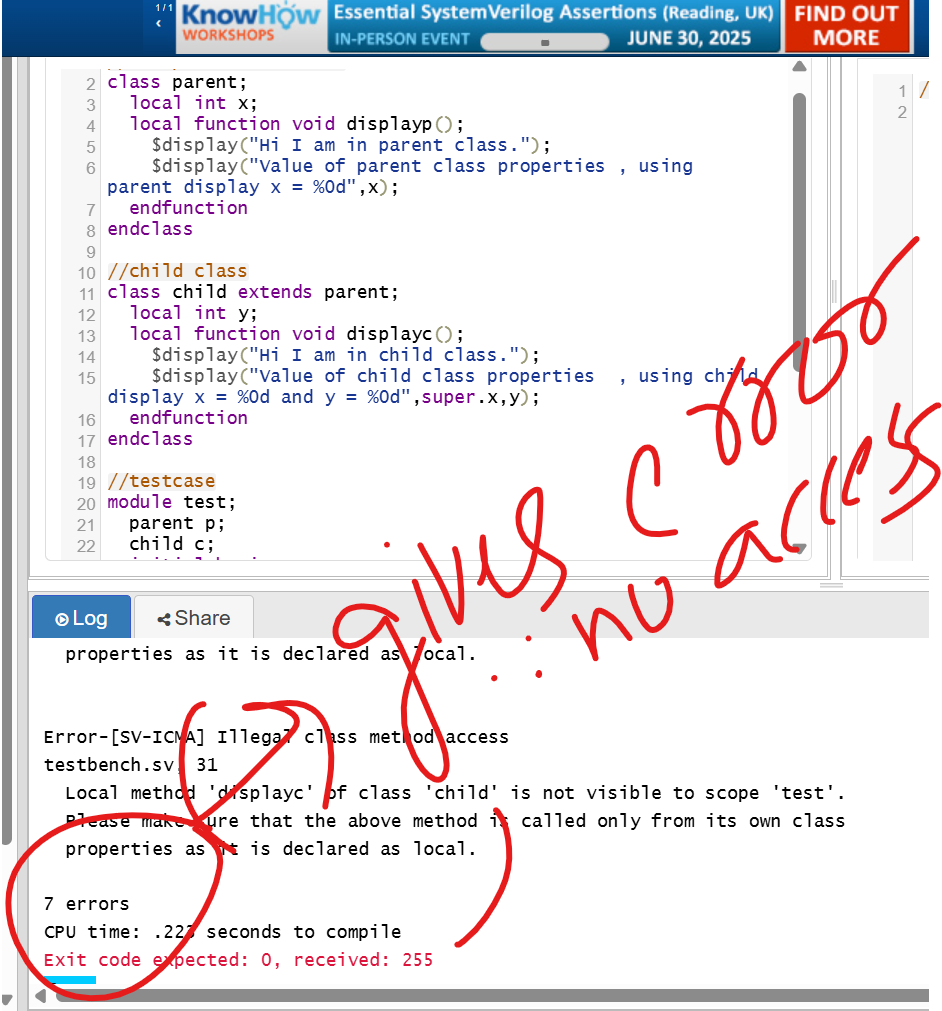 1/1
KnowHow
WORKSHOPS
Essential SystemVerilog Assertions (Reading, UK)
IN-PERSON EVENT
JUNE 30, 2025
FIND OUT
MORE
2 class parent;
3 local int x;
4 local function void displayp();
5 $display("Hi I am in parent class.");
6 $display("Value of parent class properties , using
parent display x = %0d",x);
7 endfunction
8 endclass
9
10 //child class
11 class child extends parent;
12 local int y;
13 local function void displayc();
14 $display("Hi I am in child class.");
15 $display("Value of child class properties  , using child
display x = %0d and y = %0d",super.x,y);
16 endfunction
17 endclass
18
19 //testcase
20 module test;
21 parent p;
22 child c;
1 /
2
gives error
∴ no access
Log
Share
properties as it is declared as local.
Error-[SV-ICMA] Illegal class method access
testbench.sv, 31
Local method 'displayc' of class 'child' is not visible to scope 'test'.
Please make sure that the above method is called only from its own class
properties as it is declared as local.
7 errors
CPU time: .223 seconds to compile
Exit code expected: 0, received: 255